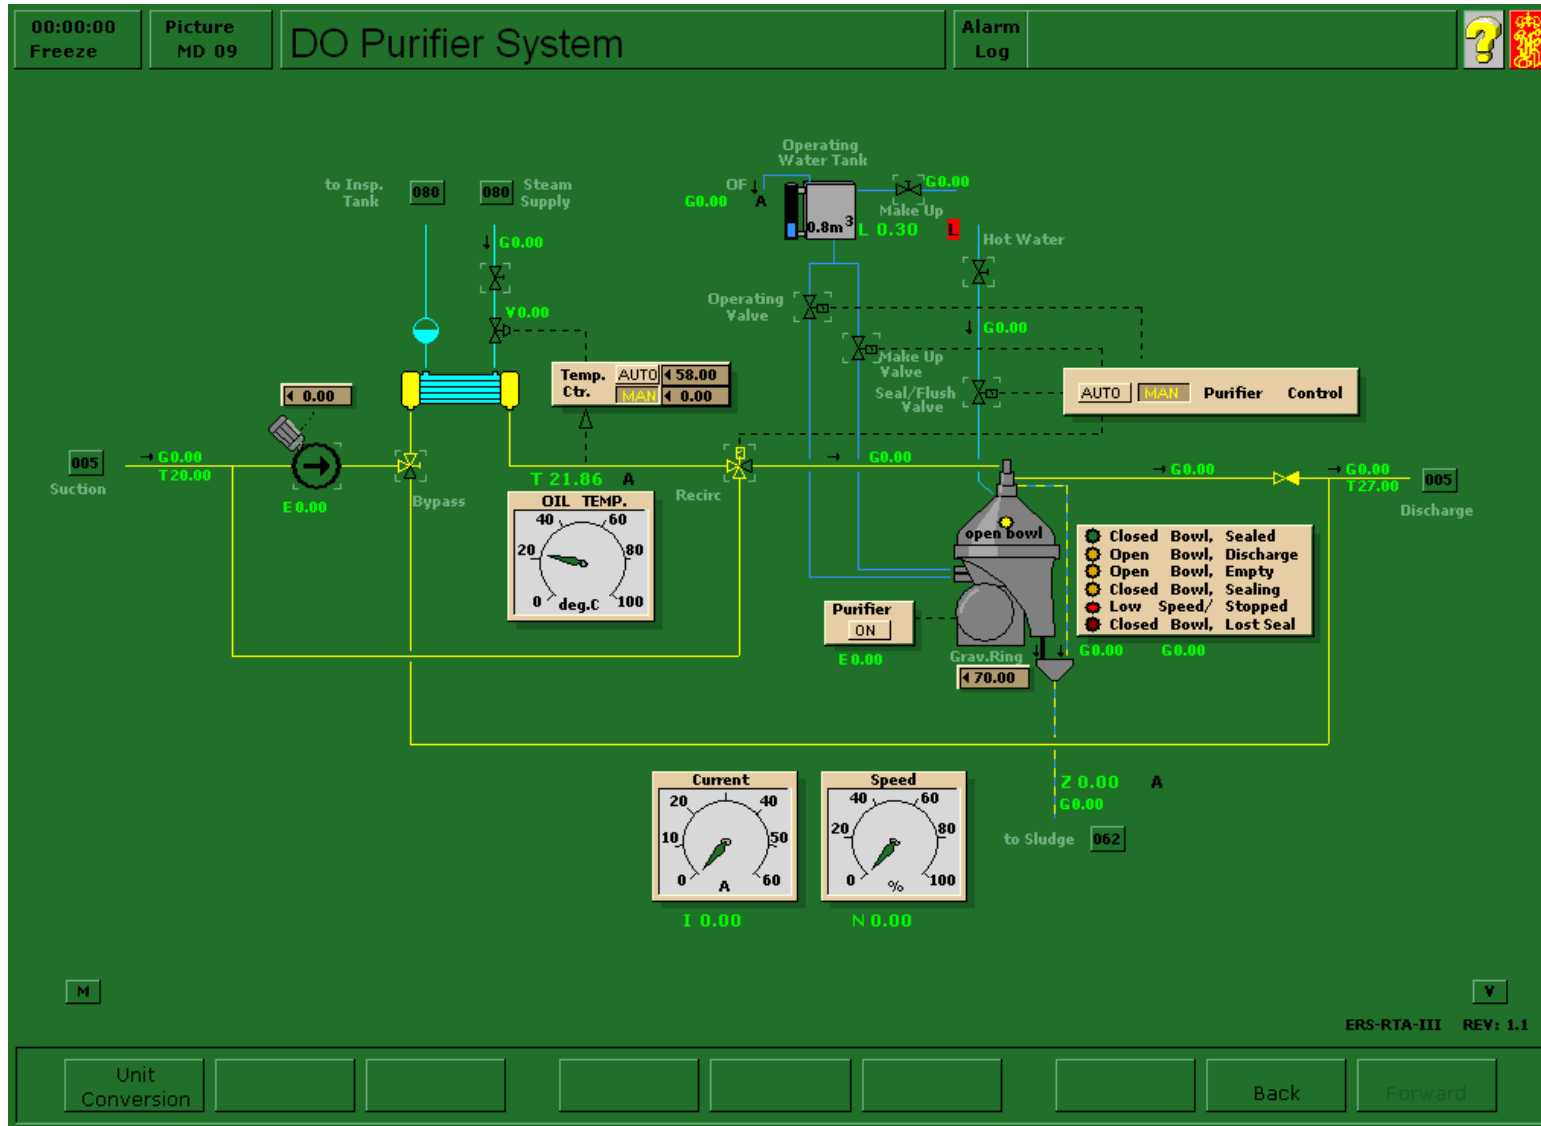 00:00:00
Freeze
Picture
MD 09
DO Purifier System
Alarm
Log
?
Operating
Water Tank
to Insp.
Tank
080
080
Steam
Supply
OF
G0.00
A
G0.00
0.8m3
Make Up
L 0.30
L
Hot Water
G0.00
V0.00
Operating
Valve
G0.00
Make Up
Valve
Seal/Flush
Valve
Temp.
Ctr.
AUTO
58.00
MAN
0.00
AUTO
MAN
Purifier Control
0.00
005
Suction
G0.00
T20.00
E0.00
Bypass
T 21.86 A
Recirc
G0.00
G0.00
G0.00
T27.00
005
Discharge
OIL TEMP.
0 20 40 60 80 100
deg.C
open bowl
Closed Bowl, Sealed
Open Bowl, Discharge
Open Bowl, Empty
Closed Bowl, Sealing
Low Speed/ Stopped
Closed Bowl, Lost Seal
Purifier
ON
E0.00
Grav.Ring
70.00
G0.00 G0.00
Current
0 10 20 40 50 60
A
I 0.00
Speed
0 20 40 60 80 100
%
N 0.00
Z 0.00 A
G0.00
to Sludge
062
M
V
ERS-RTA-III REV: 1.1
Unit
Conversion
Back
Forward